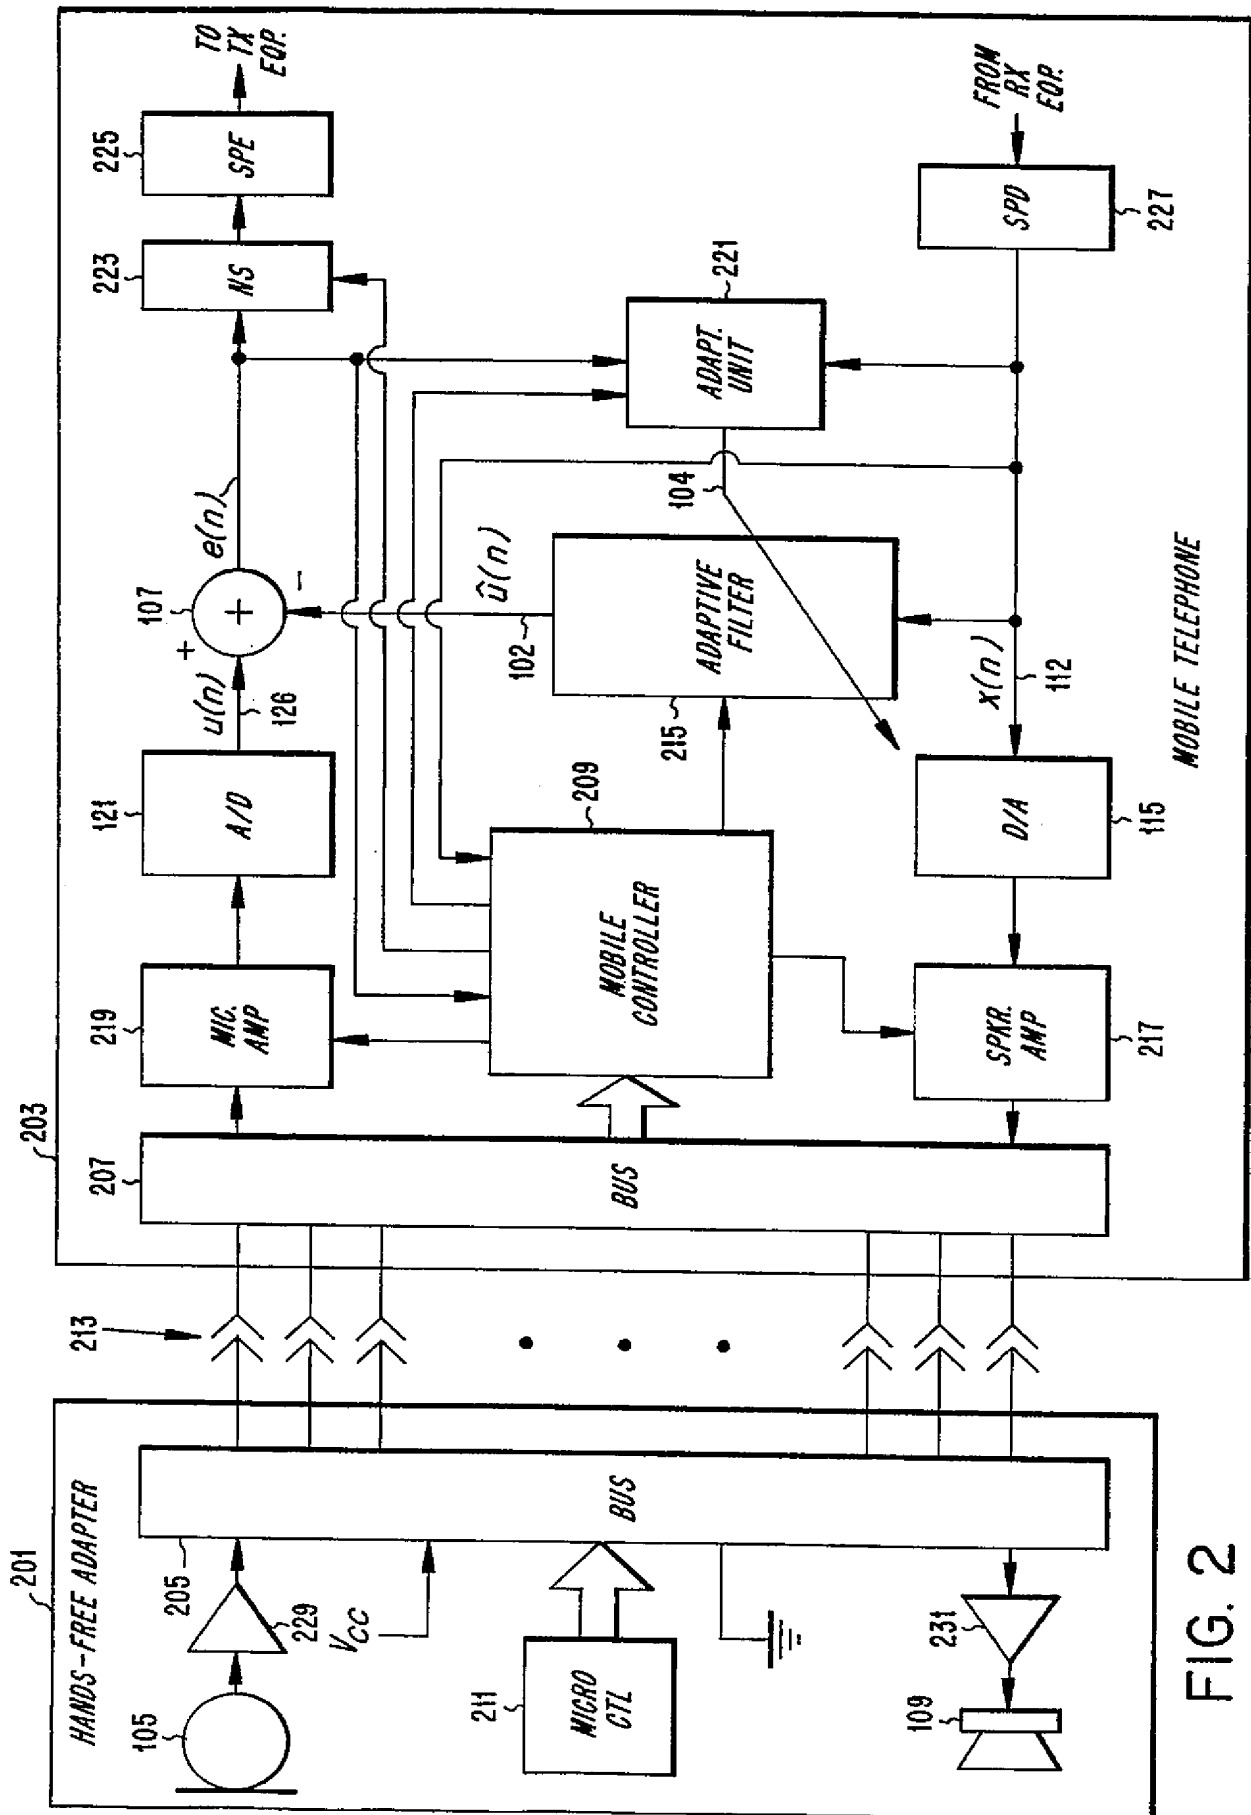 201
HANDS-FREE ADAPTER
105
229
205
VCC
211
MICRO
CTL
BUS
231
109
213
203
207
BUS
219
MIC.
AMP
121
A/D
u(n)
126
107
+
+
-
e(n)
223
NS
225
SPE
TO
TX
EQP.
209
MOBILE
CONTROLLER
102
û(n)
215
ADAPTIVE
FILTER
104
221
ADAPT.
UNIT
217
SPKR.
AMP
115
D/A
x(n)
112
227
SPD
FROM
RX
EQP.
MOBILE TELEPHONE
FIG. 2